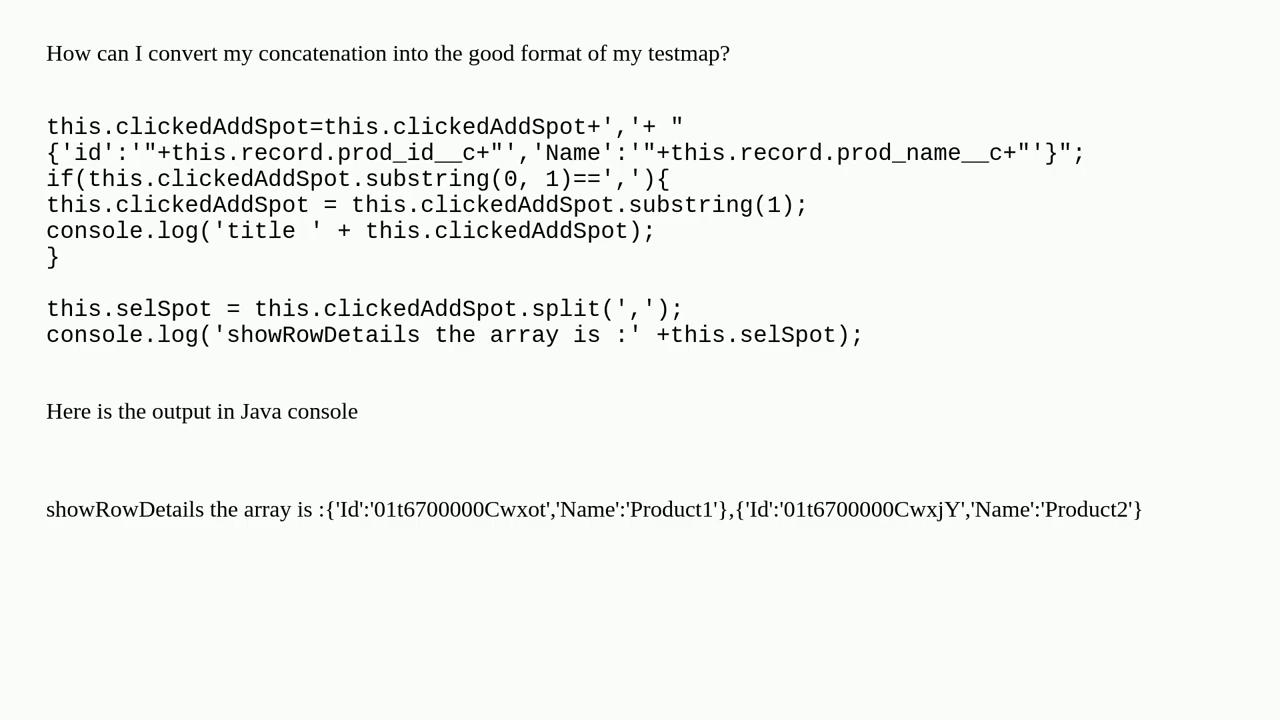 How can I convert my concatenation into the good format of my testmap?
this.clickedAddSpot=this.clickedAddSpot+','+ "
{'id':'"+this.record.prod_id__c+"','Name':'"+this.record.prod_name__c+"'}";
if(this.clickedAddSpot.substring(0, 1)==','){
this.clickedAddSpot = this.clickedAddSpot.substring(1);
console.log('title ' + this.clickedAddSpot);
}
this.selSpot = this.clickedAddSpot.split(',');
console.log('showRowDetails the array is :' +this.selSpot);
Here is the output in Java console
showRowDetails the array is :{'Id':'01t6700000Cwxot','Name':'Product1'},{'Id':'01t6700000CwxjY','Name':'Product2'}